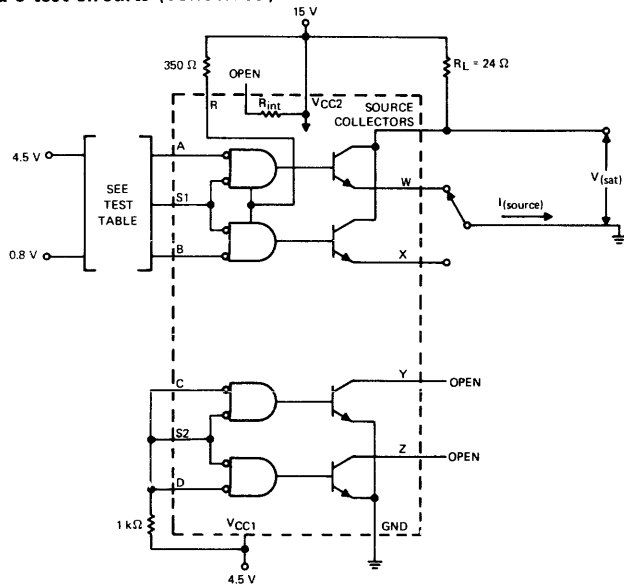 15 V
350 Ω
OPEN
R
Rint
VCC2
SOURCE
COLLECTORS
RL = 24 Ω
4.5 V
0.8 V
SEE
TEST
TABLE
A
S1
B
W
X
I(source)
V(sat)
C
S2
D
Y
OPEN
Z
OPEN
1 kΩ
VCC1
GND
4.5 V